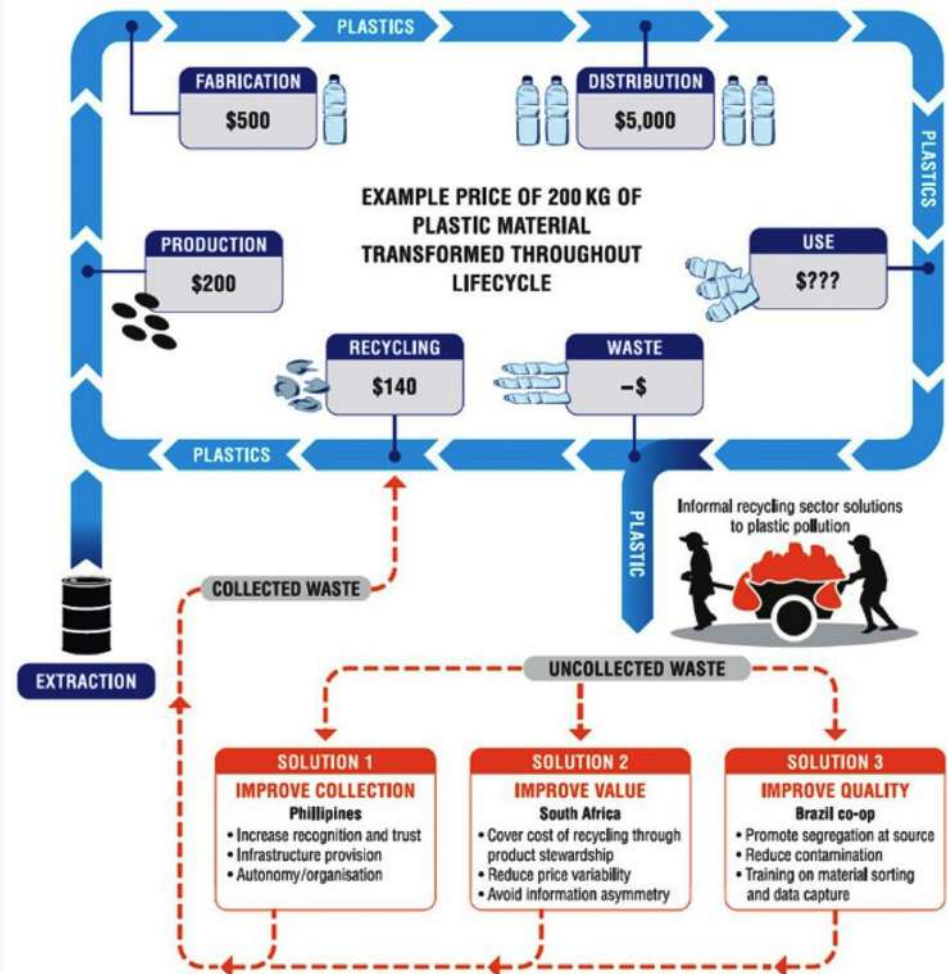 PLASTICS
FABRICATION
$500
DISTRIBUTION
$5,000
PLASTICS
EXAMPLE PRICE OF 200 KG OF
PLASTIC MATERIAL
TRANSFORMED THROUGHOUT
LIFECYCLE
PRODUCTION
$200
USE
$???
RECYCLING
$140
WASTE
–$
PLASTICS
PLASTIC
Informal recycling sector solutions
to plastic pollution
COLLECTED WASTE
EXTRACTION
UNCOLLECTED WASTE
SOLUTION 1
IMPROVE COLLECTION
Phillipines
• Increase recognition and trust
• Infrastructure provision
• Autonomy/organisation
SOLUTION 2
IMPROVE VALUE
South Africa
• Cover cost of recycling through
product stewardship
• Reduce price variability
• Avoid information asymmetry
SOLUTION 3
IMPROVE QUALITY
Brazil co-op
• Promote segregation at source
• Reduce contamination
• Training on material sorting
and data capture